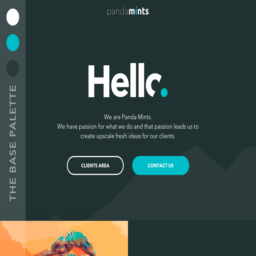 pandamints
THE BASE PALETTE
Hello.
We are Panda Mints.
We have passion for what we do and that passion leads us to
create upscale fresh ideas for our clients.
CLIENTS AREA
CONTACT US